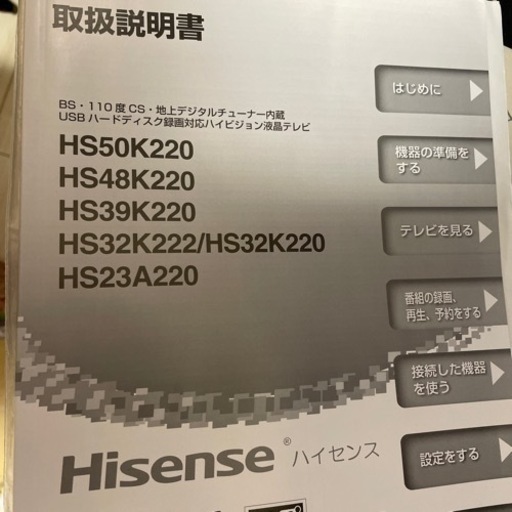 取扱説明書
BS・110度CS・地上デジタルチューナー内蔵
USBハードディスク録画対応ハイビジョン液晶テレビ
HS50K220
HS48K220
HS39K220
HS32K222/HS32K220
HS23A220
はじめに
機器の準備を
する
テレビを見る
番組の録画、
再生、予約をする
接続した機器
を使う
設定をする
Hisense® ハイセンス